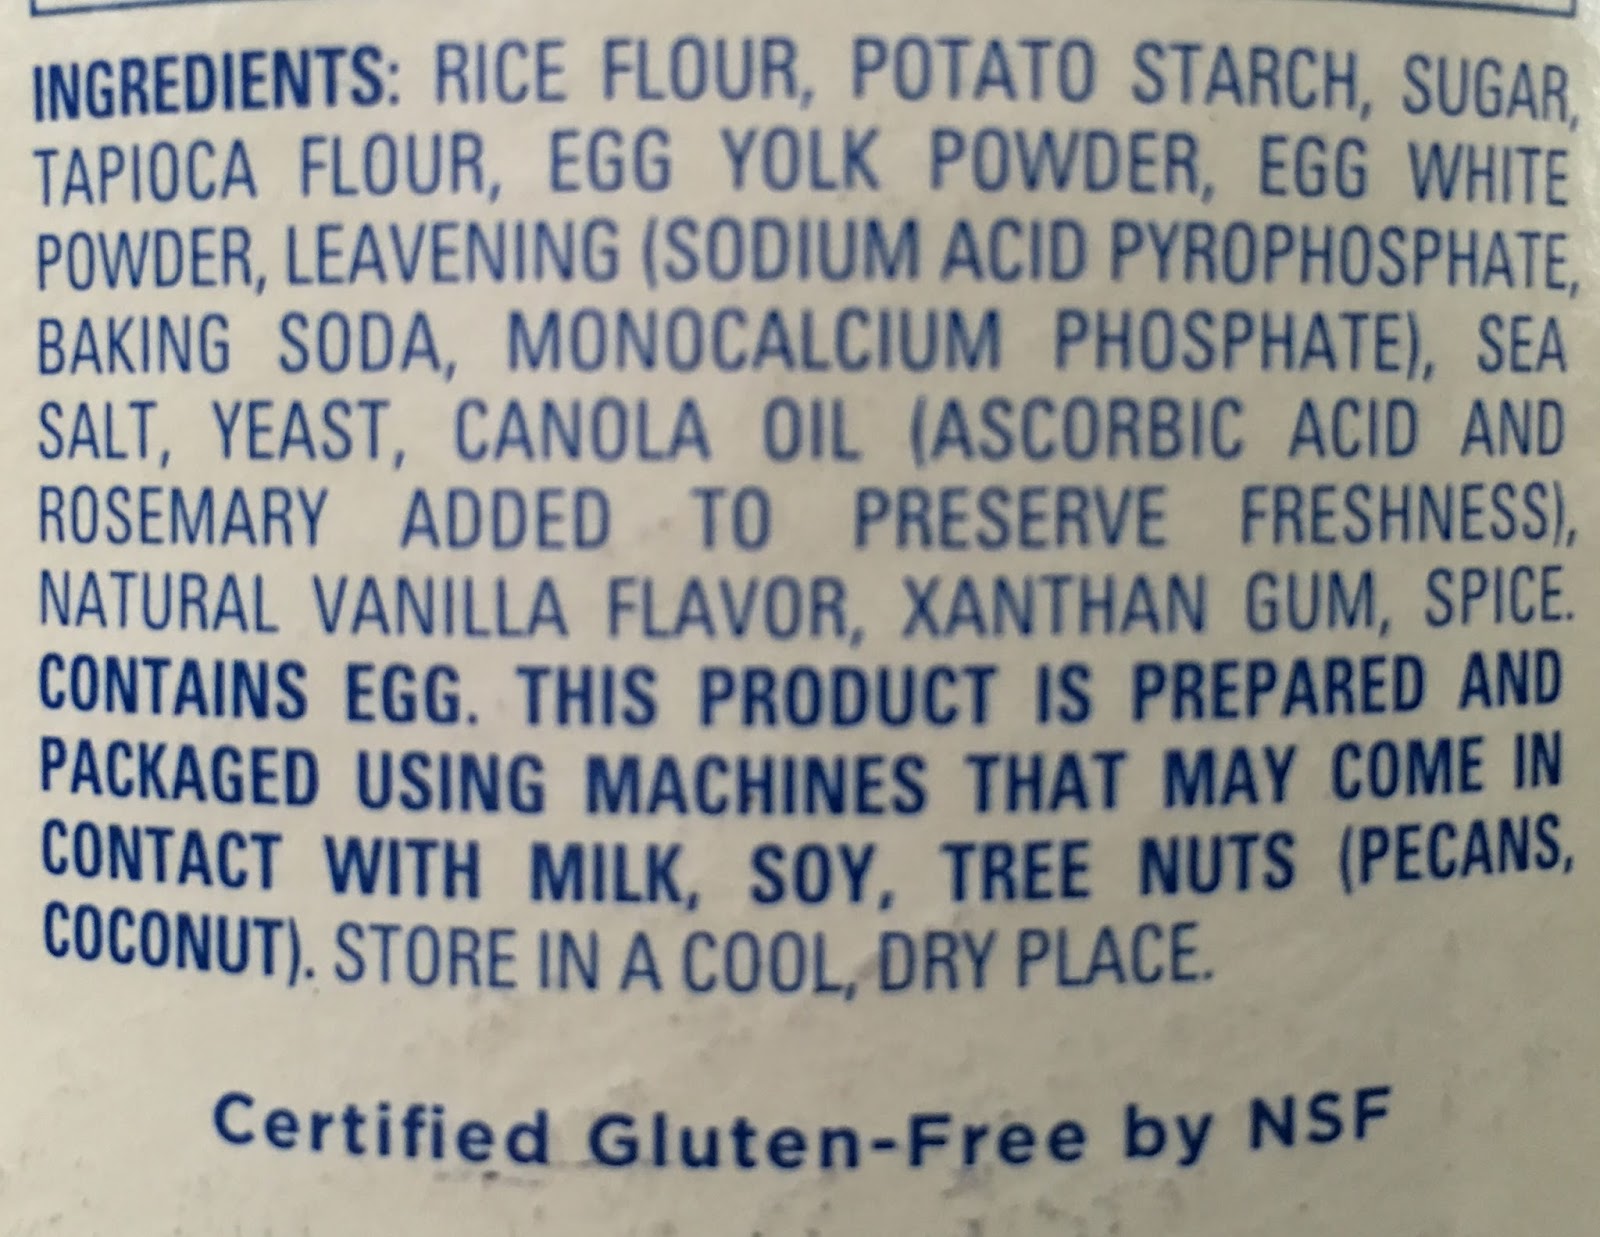 INGREDIENTS: RICE FLOUR, POTATO STARCH, SUGAR,
TAPIOCA FLOUR, EGG YOLK POWDER, EGG WHITE
POWDER, LEAVENING (SODIUM ACID PYROPHOSPHATE,
BAKING SODA, MONOCALCIUM PHOSPHATE), SEA
SALT, YEAST, CANOLA OIL (ASCORBIC ACID AND
ROSEMARY ADDED TO PRESERVE FRESHNESS),
NATURAL VANILLA FLAVOR, XANTHAN GUM, SPICE.
CONTAINS EGG. THIS PRODUCT IS PREPARED AND
PACKAGED USING MACHINES THAT MAY COME IN
CONTACT WITH MILK, SOY, TREE NUTS (PECANS,
COCONUT). STORE IN A COOL, DRY PLACE.
Certified Gluten-Free by NSF